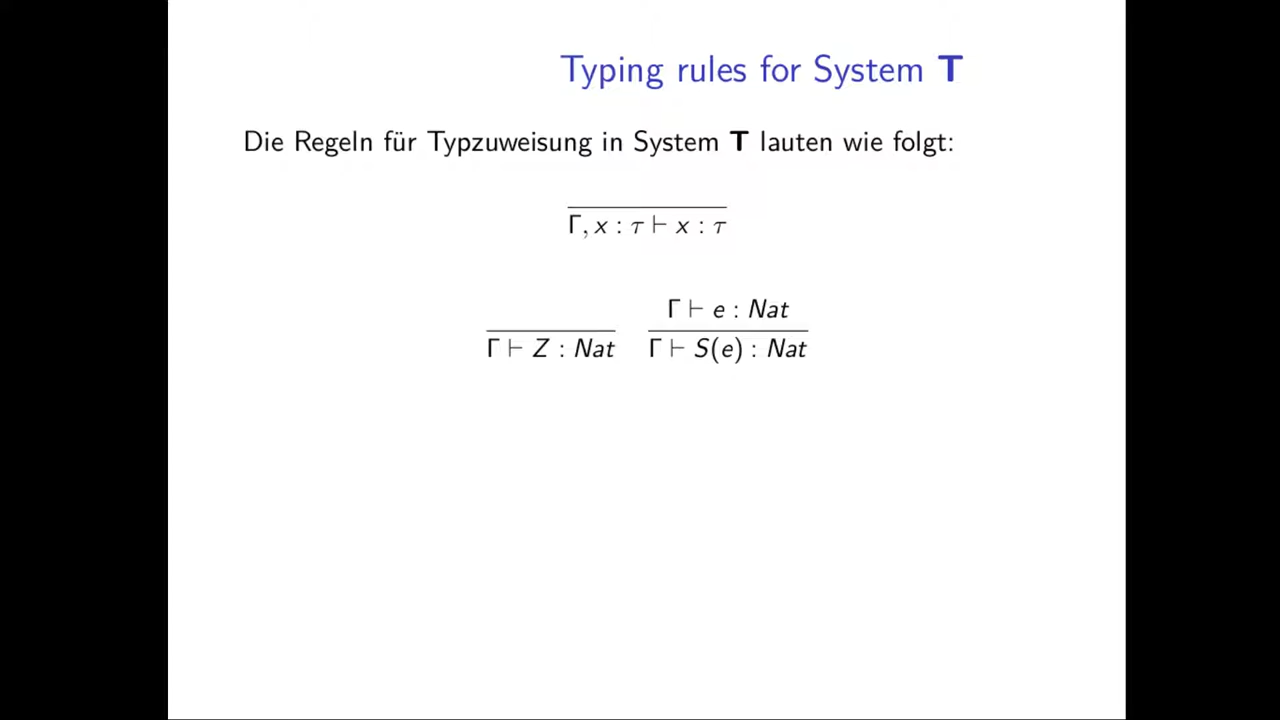 Typing rules for System T
Die Regeln für Typzuweisung in System T lauten wie folgt:
Γ, x : τ ⊢ x : τ
Γ ⊢ e : Nat
Γ ⊢ Z : Nat Γ ⊢ S(e) : Nat